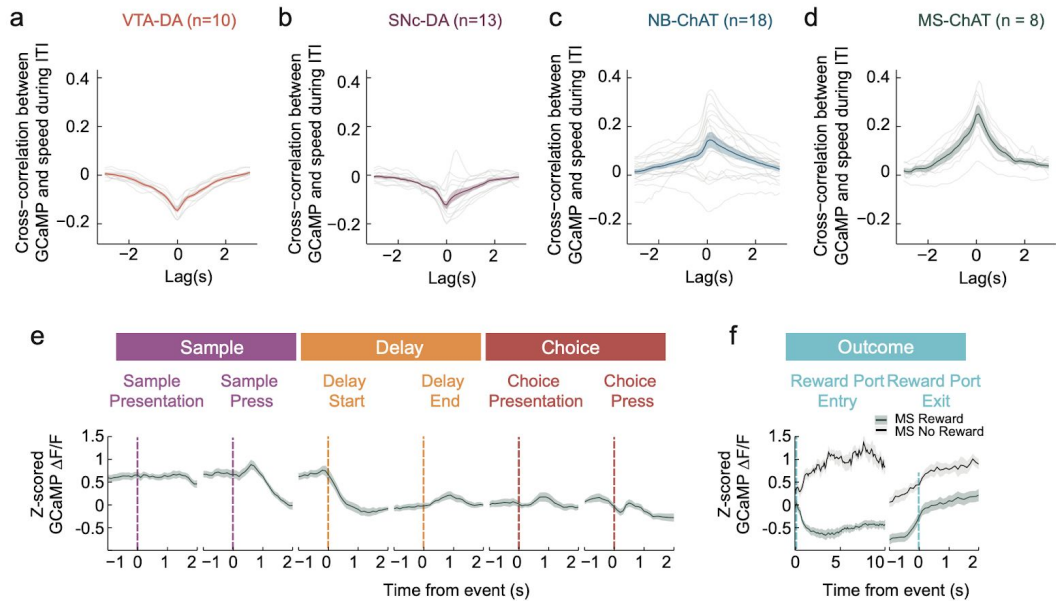 a
VTA-DA (n=10)
Cross−correlation between
GCaMP and speed during ITI
0.4
0.2
0
−0.2
−2
0
2
Lag(s)
b
SNc-DA (n=13)
Cross−correlation between
GCaMP and speed during ITI
0.4
0.2
0
−0.2
−2
0
2
Lag(s)
c
NB-ChAT (n=18)
Cross−correlation between
GCaMP and speed during ITI
0.4
0.2
0
−0.2
−2
0
2
Lag(s)
d
MS-ChAT (n = 8)
Cross−correlation between
GCaMP and speed during ITI
0.4
0.2
0
−0.2
−2
0
2
Lag(s)
e
Sample
Delay
Choice
Sample
Presentation
Sample
Press
Delay
Start
Delay
End
Choice
Presentation
Choice
Press
Z-scored
GCaMP ΔF/F
1.5
1
0.5
0
−0.5
−1 0 1 2
−1 0 1 2
−1 0 1 2
−1 0 1 2
−1 0 1 2
−1 0 1 2
Time from event (s)
f
Outcome
Reward Port
Entry
Reward Port
Exit
MS Reward
MS No Reward
Z-scored
GCaMP ΔF/F
1.5
1
0.5
0
−0.5
0 5 10
−1 0 1 2
Time from event (s)